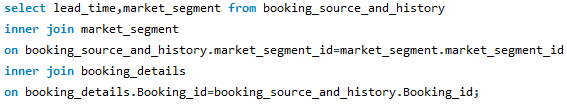 select lead_time,market_segment from booking_source_and_history
inner join market_segment
on booking_source_and_history.market_segment_id=market_segment.market_segment_id
inner join booking_details
on booking_details.Booking_id=booking_source_and_history.Booking_id;